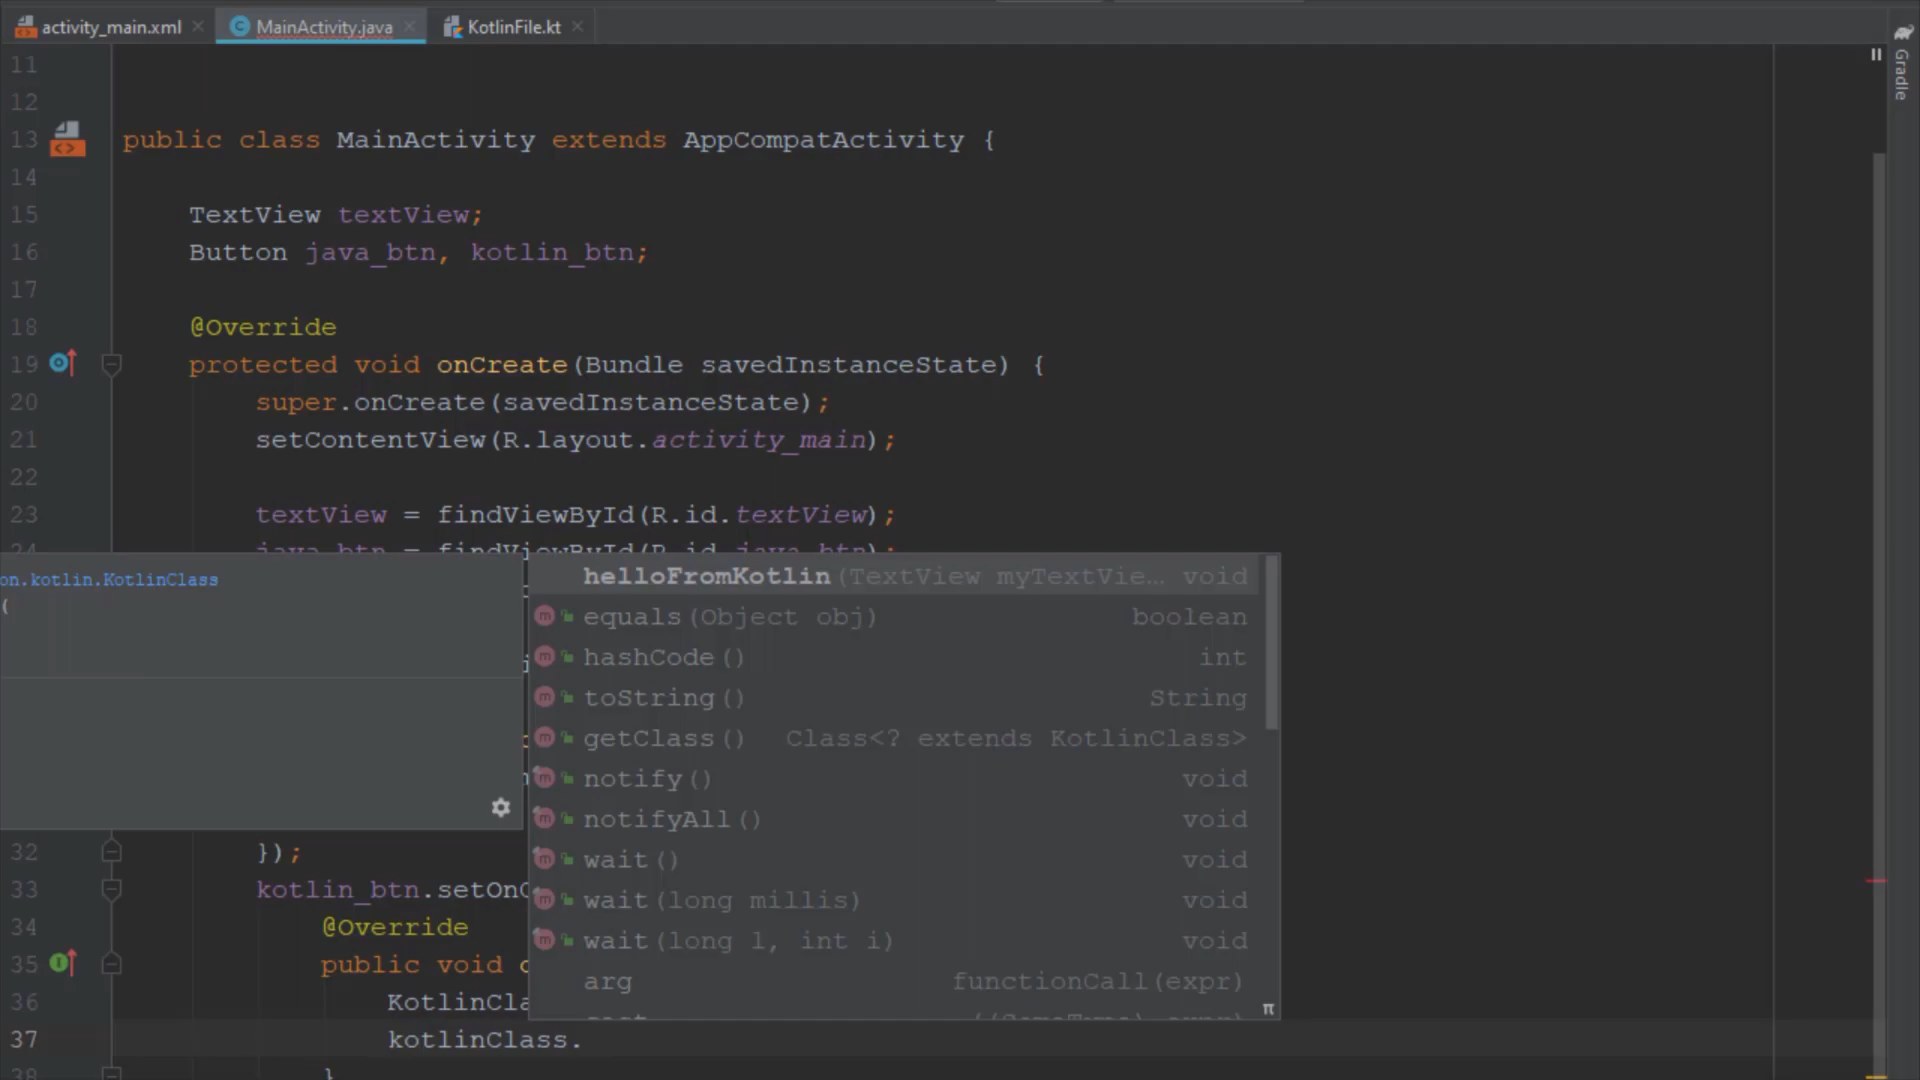 activity_main.xml
MainActivity.java
KotlinFile.kt
Gradle
11
12
13 public class MainActivity extends AppCompatActivity {
14
15 TextView textView;
16 Button java_btn, kotlin_btn;
17
18 @Override
19 protected void onCreate(Bundle savedInstanceState) {
20 super.onCreate(savedInstanceState);
21 setContentView(R.layout.activity_main);
22
23 textView = findViewById(R.id.textView);
24 java_btn = findViewById(R.id.java_btn);
on.kotlin.KotlinClass
(
helloFromKotlin(TextView myTextVie… void
equals(Object obj) boolean
hashCode() int
toString() String
getClass() Class<? extends KotlinClass>
notify() void
notifyAll() void
wait() void
wait(long millis) void
wait(long l, int i) void
arg functionCall(expr)
π
32 });
33 kotlin_btn.setOnC
34 @Override
35 public void o
36 KotlinCla
37 kotlinClass.
38 }